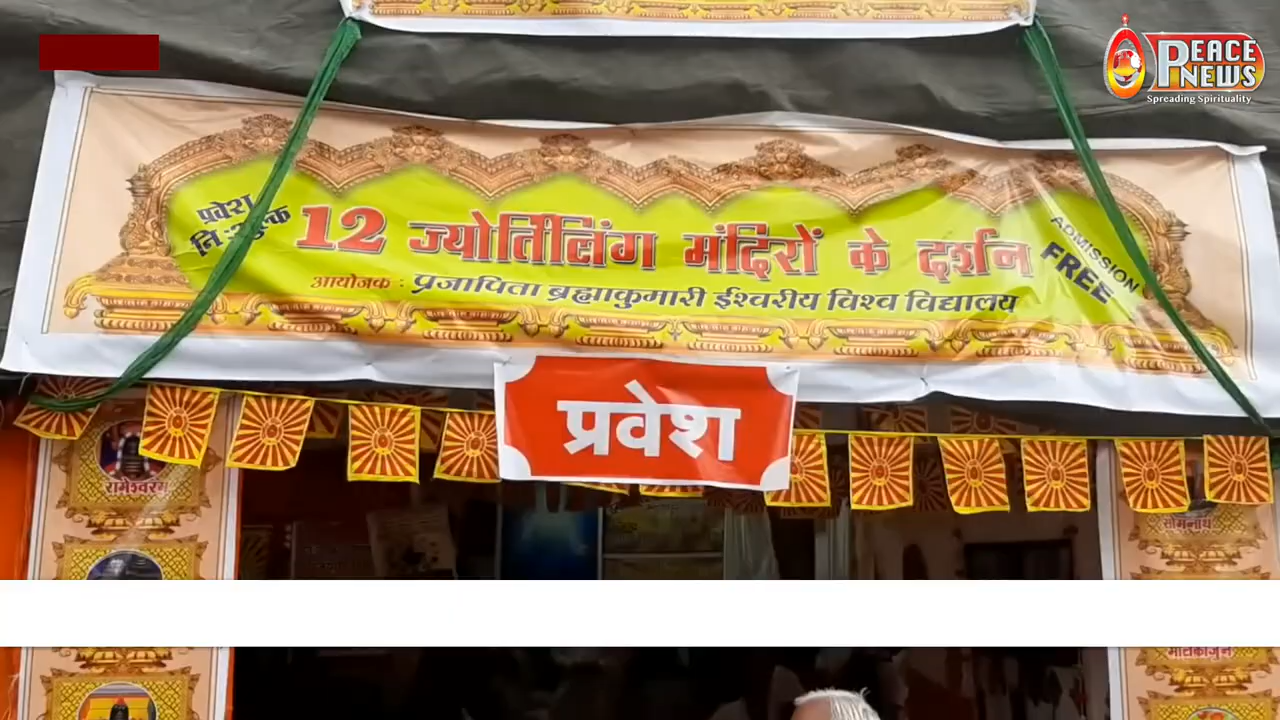 PEACE
NEWS
Spreading Spirituality
प्रवेश
नि:शुल्क
12 ज्योर्तिलिंग मंदिरों के दर्शन
ADMISSION
FREE
आयोजक : प्रजापिता ब्रह्माकुमारी ईश्वरीय विश्व विद्यालय
प्रवेश
रामेश्वरम
सोमनाथ